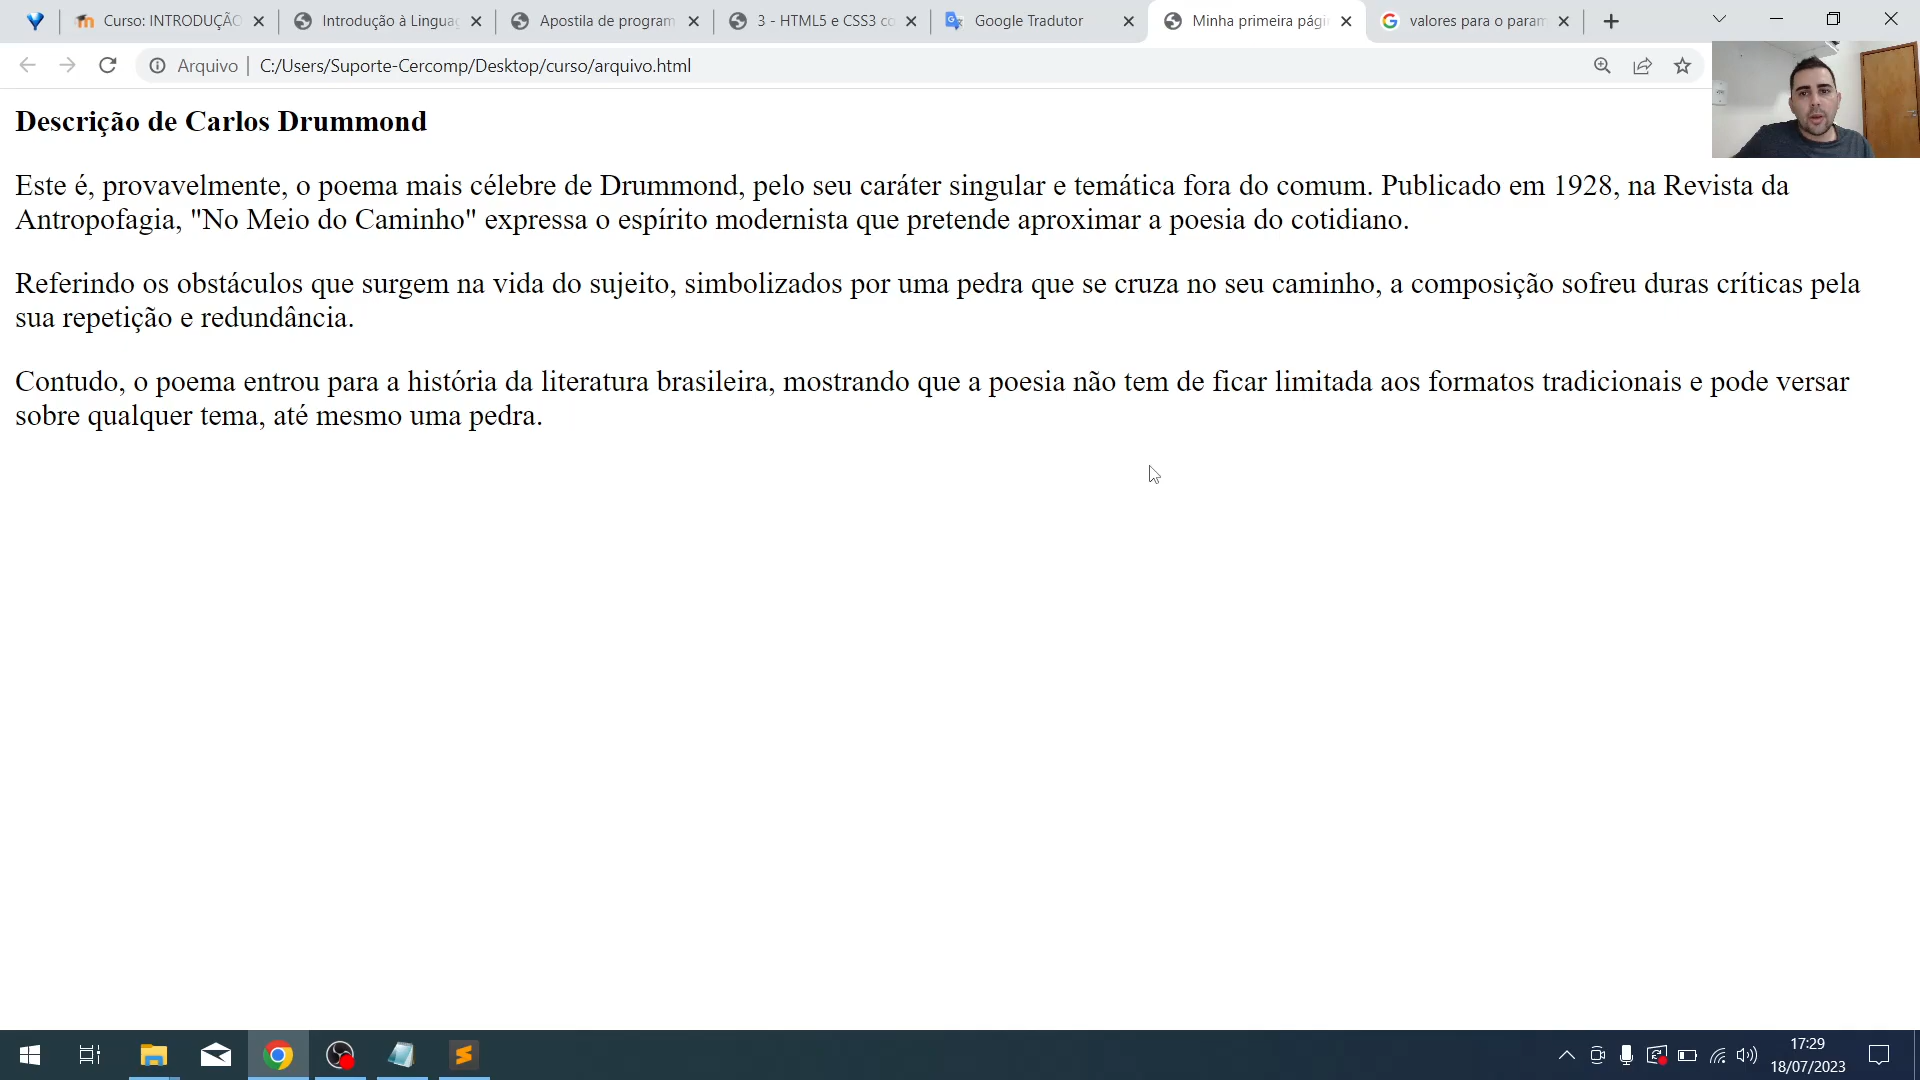 Curso: INTRODUÇÃO
Introdução à Linguag
Apostila de program
3 - HTML5 e CSS3 co
Google Tradutor
Minha primeira pági
valores para o param
Arquivo
C:/Users/Suporte-Cercomp/Desktop/curso/arquivo.html
Descrição de Carlos Drummond
Este é, provavelmente, o poema mais célebre de Drummond, pelo seu caráter singular e temática fora do comum. Publicado em 1928, na Revista da
Antropofagia, "No Meio do Caminho" expressa o espírito modernista que pretende aproximar a poesia do cotidiano.
Referindo os obstáculos que surgem na vida do sujeito, simbolizados por uma pedra que se cruza no seu caminho, a composição sofreu duras críticas pela
sua repetição e redundância.
Contudo, o poema entrou para a história da literatura brasileira, mostrando que a poesia não tem de ficar limitada aos formatos tradicionais e pode versar
sobre qualquer tema, até mesmo uma pedra.
17:29
18/07/2023